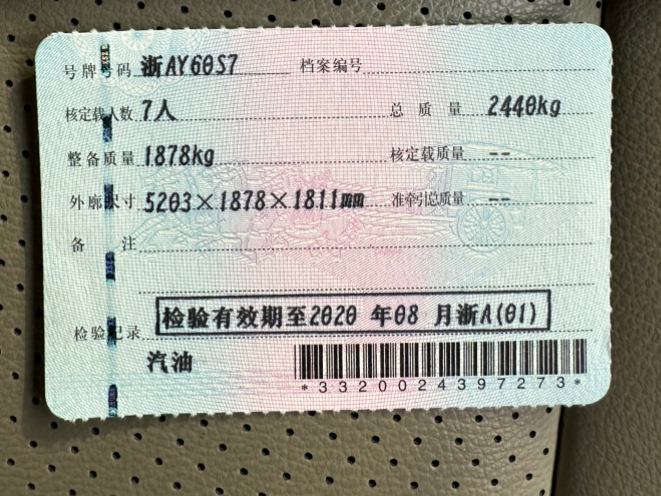 号牌号码 浙AY60S7 档案编号
核定载人数 7人 总质量 2440kg
整备质量 1878kg 核定载质量 --
外廓尺寸 5203×1878×1811mm 准牵引总质量 --
备注
检验记录 检验有效期至2020 年08 月浙A(01)
汽油
*3320024397273*